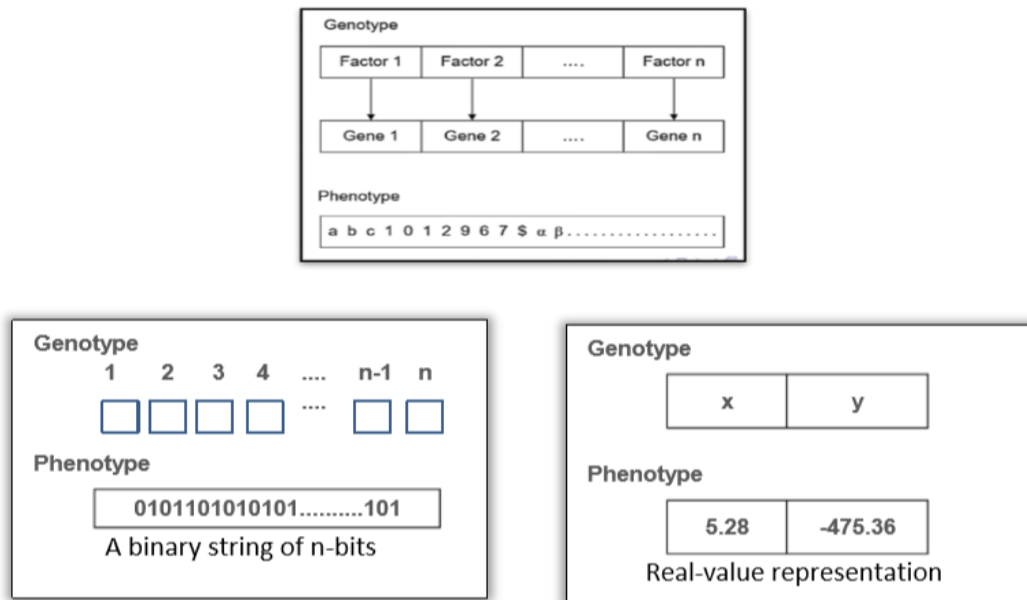 Genotype
Factor 1 Factor 2 .... Factor n
Gene 1 Gene 2 .... Gene n
Phenotype
a b c 1 0 1 2 9 6 7 $ α β ..................
Genotype
1 2 3 4 .... n-1 n
....
Phenotype
0101101010101..........101
A binary string of n-bits
Genotype
x y
Phenotype
5.28 -475.36
Real-value representation